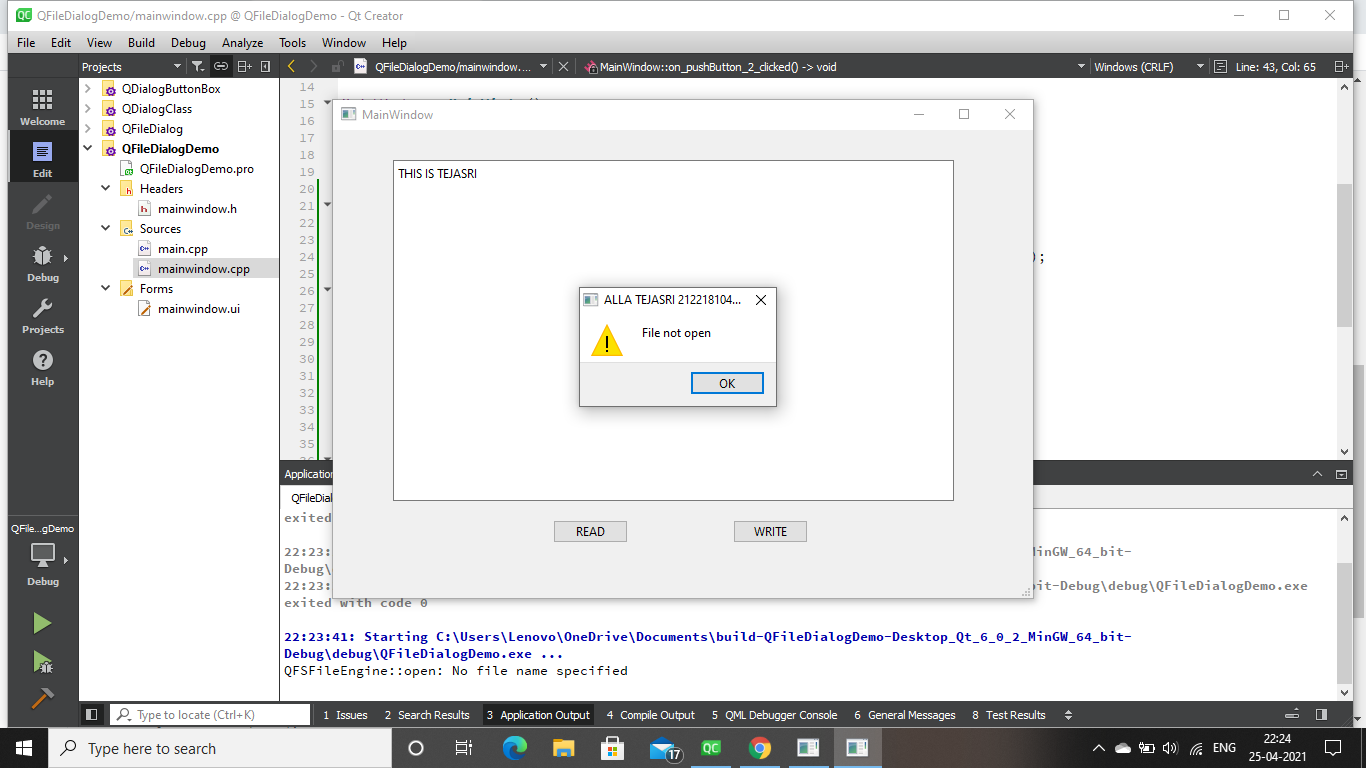 QFileDialogDemo/mainwindow.cpp @ QFileDialogDemo - Qt Creator
File Edit View Build Debug Analyze Tools Window Help
Projects
QFileDialogDemo/mainwindow....
MainWindow::on_pushButton_2_clicked() -> void
Windows (CRLF)
Line: 43, Col: 65
Welcome
Edit
Design
Debug
Projects
Help
QFile...gDemo
Debug
QDialogButtonBox
QDialogClass
QFileDialog
QFileDialogDemo
QFileDialogDemo.pro
Headers
mainwindow.h
Sources
main.cpp
mainwindow.cpp
Forms
mainwindow.ui
14
15
16
17
18
19
20
21
22
23
24 );
25
26
27
28
29
30
31
32
33
34
35
MainWindow
THIS IS TEJASRI
ALLA TEJASRI 212218104...
File not open
OK
READ WRITE
Application
QFileDial
exited
22:23: MinGW_64_bit-
Debug\
22:23: bit-Debug\debug\QFileDialogDemo.exe
exited with code 0
22:23:41: Starting C:\Users\Lenovo\OneDrive\Documents\build-QFileDialogDemo-Desktop_Qt_6_0_2_MinGW_64_bit-
Debug\debug\QFileDialogDemo.exe ...
QFSFileEngine::open: No file name specified
Type to locate (Ctrl+K) 1 Issues 2 Search Results 3 Application Output 4 Compile Output 5 QML Debugger Console 6 General Messages 8 Test Results
Type here to search
17
QC
ENG
22:24
25-04-2021